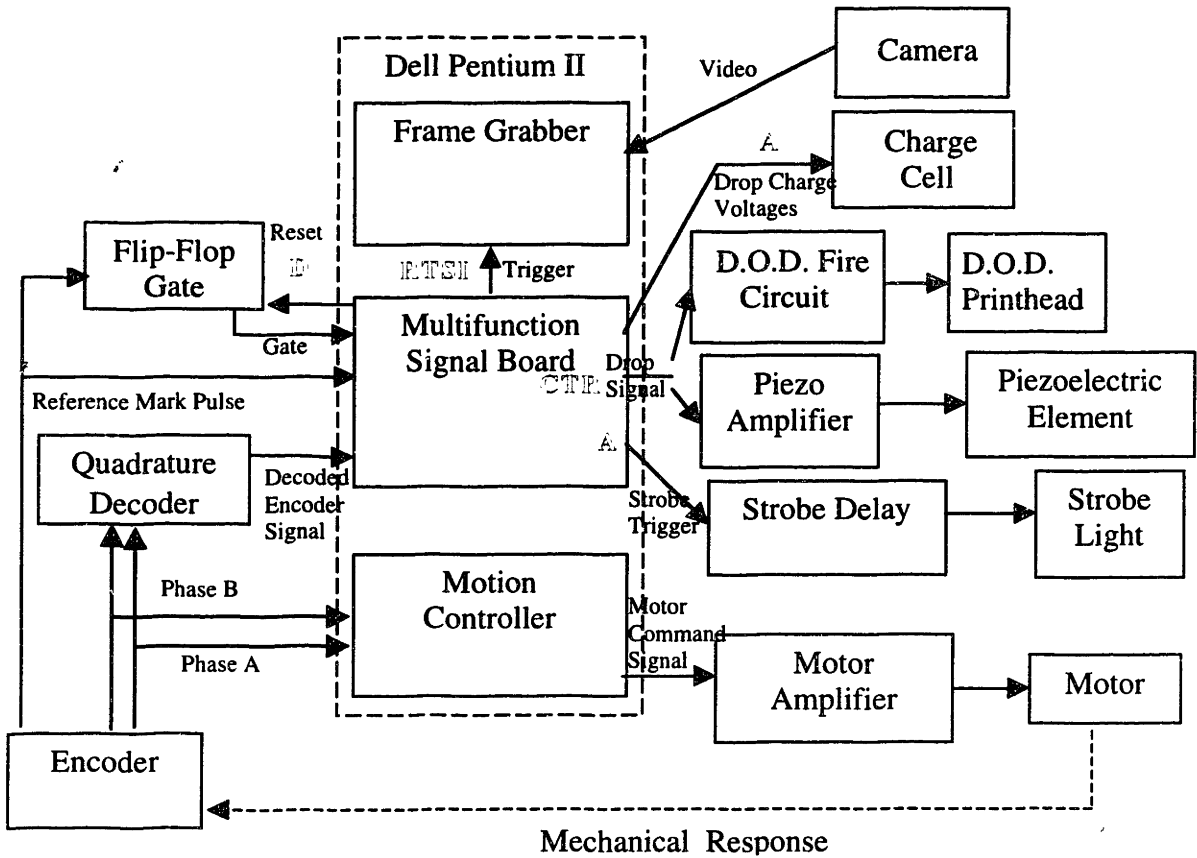 Dell Pentium II
Camera
Video
Frame Grabber
A
Charge
Cell
Drop Charge
Voltages
Flip-Flop
Gate
Reset
D
RTSI
Trigger
D.O.D. Fire
Circuit
D.O.D.
Printhead
Gate
Multifunction
Signal Board
CTR
Drop
Signal
Piezo
Amplifier
Piezoelectric
Element
Reference Mark Pulse
A
Quadrature
Decoder
Decoded
Encoder
Signal
Strobe
Trigger
Strobe Delay
Strobe
Light
Phase B
Phase A
Motion
Controller
Motor
Command
Signal
Motor
Amplifier
Motor
Encoder
Mechanical Response